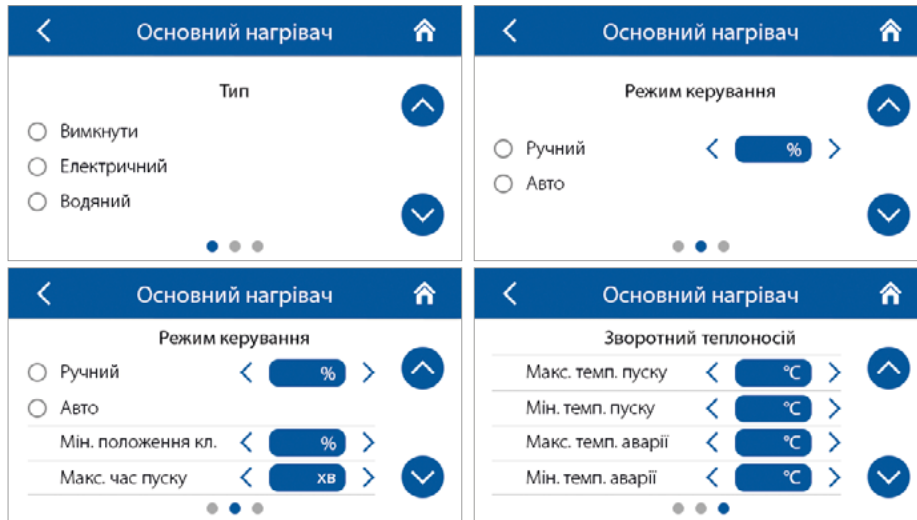 Основний нагрівач
Тип
Вимкнути
Електричний
Водяний
Основний нагрівач
Режим керування
Ручний %
Авто
Основний нагрівач
Режим керування
Ручний %
Авто
Мін. положення кл. %
Макс. час пуску хв
Основний нагрівач
Зворотний теплоносій
Макс. темп. пуску °C
Мін. темп. пуску °C
Макс. темп. аварії °C
Мін. темп. аварії °C